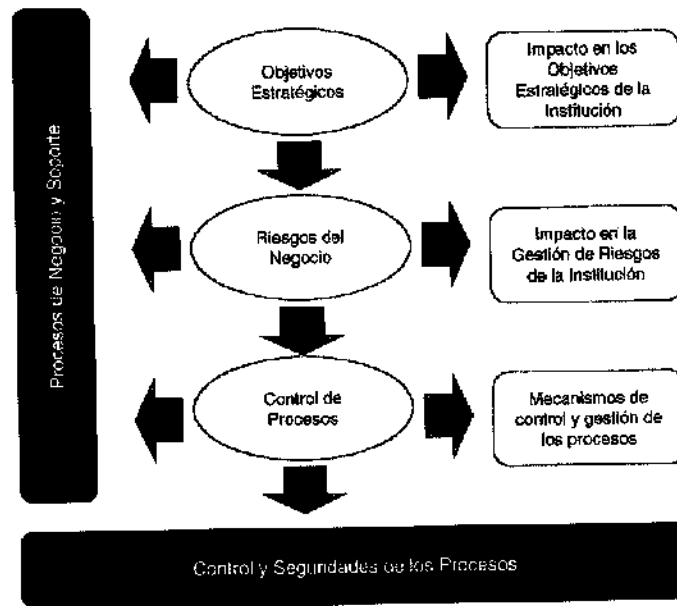 Procesos de Negocio y Soporte
Objetivos
Estratégicos
Impacto en los
Objetivos
Estratégicos de la
Institución
Riesgos del
Negocio
Impacto en la
Gestión de Riesgos
de la Institución
Control de
Procesos
Mecanismos de
control y gestión de
los procesos
Control y Seguridades de los Procesos